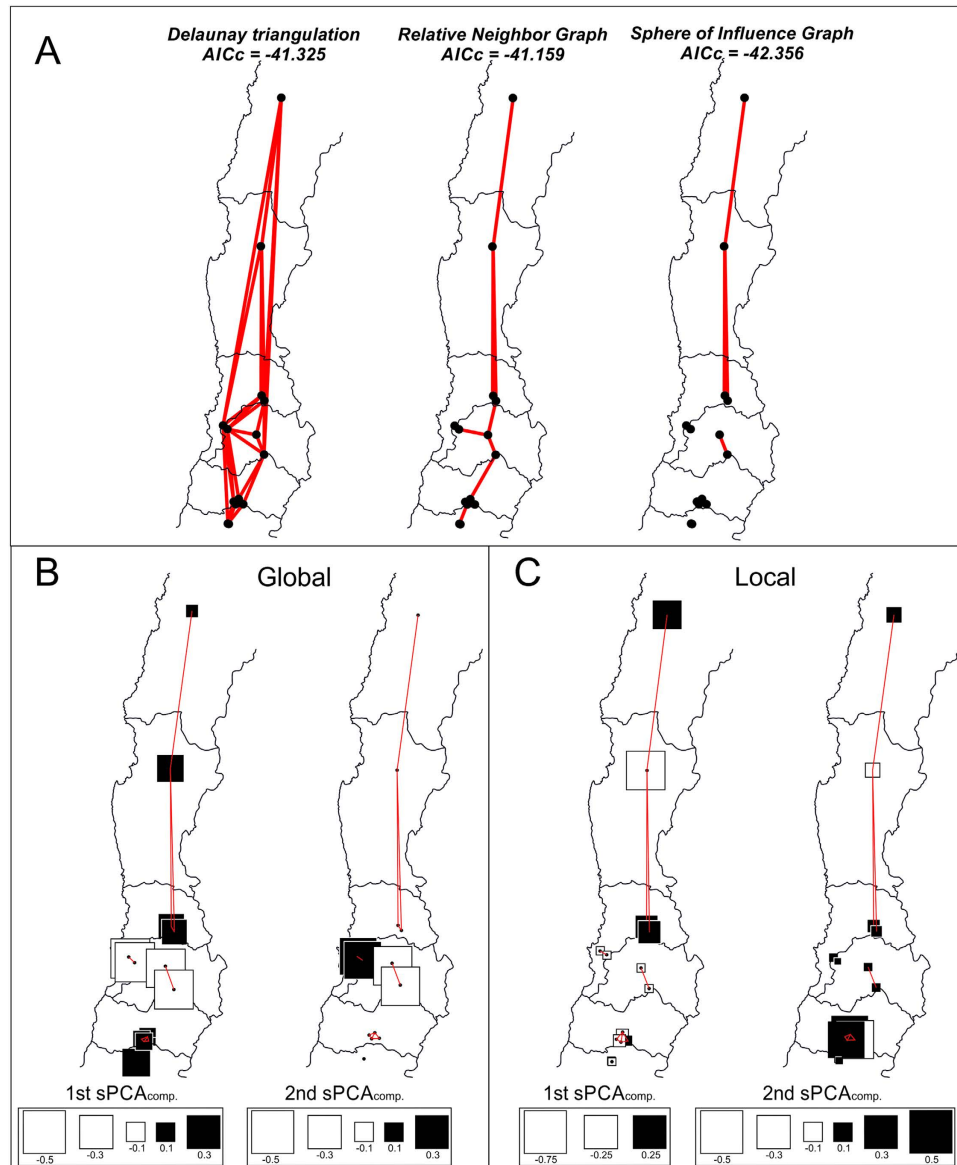 A
Delaunay triangulation
AICc = -41.325
Relative Neighbor Graph
AICc = -41.159
Sphere of Influence Graph
AICc = -42.356
B
Global
1st sPCAcomp.
-0.5
-0.3
-0.1
0.1
0.3
2nd sPCAcomp.
-0.5
-0.3
-0.1
0.1
0.3
C
Local
1st sPCAcomp.
-0.75
-0.25
0.25
2nd sPCAcomp.
-0.5
-0.3
-0.1
0.1
0.3
0.5